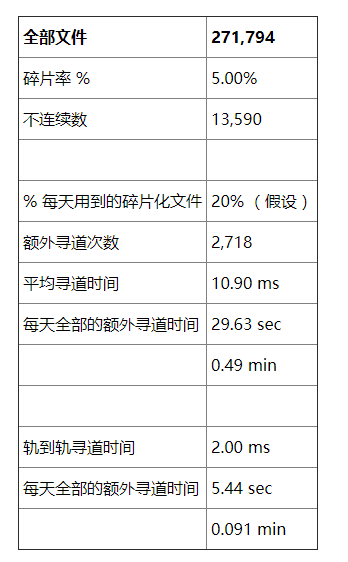 全部文件 271,794
碎片率 % 5.00%
不连续数 13,590
% 每天用到的碎片化文件 20% （假设）
额外寻道次数 2,718
平均寻道时间 10.90 ms
每天全部的额外寻道时间 29.63 sec
0.49 min
轨到轨寻道时间 2.00 ms
每天全部的额外寻道时间 5.44 sec
0.091 min